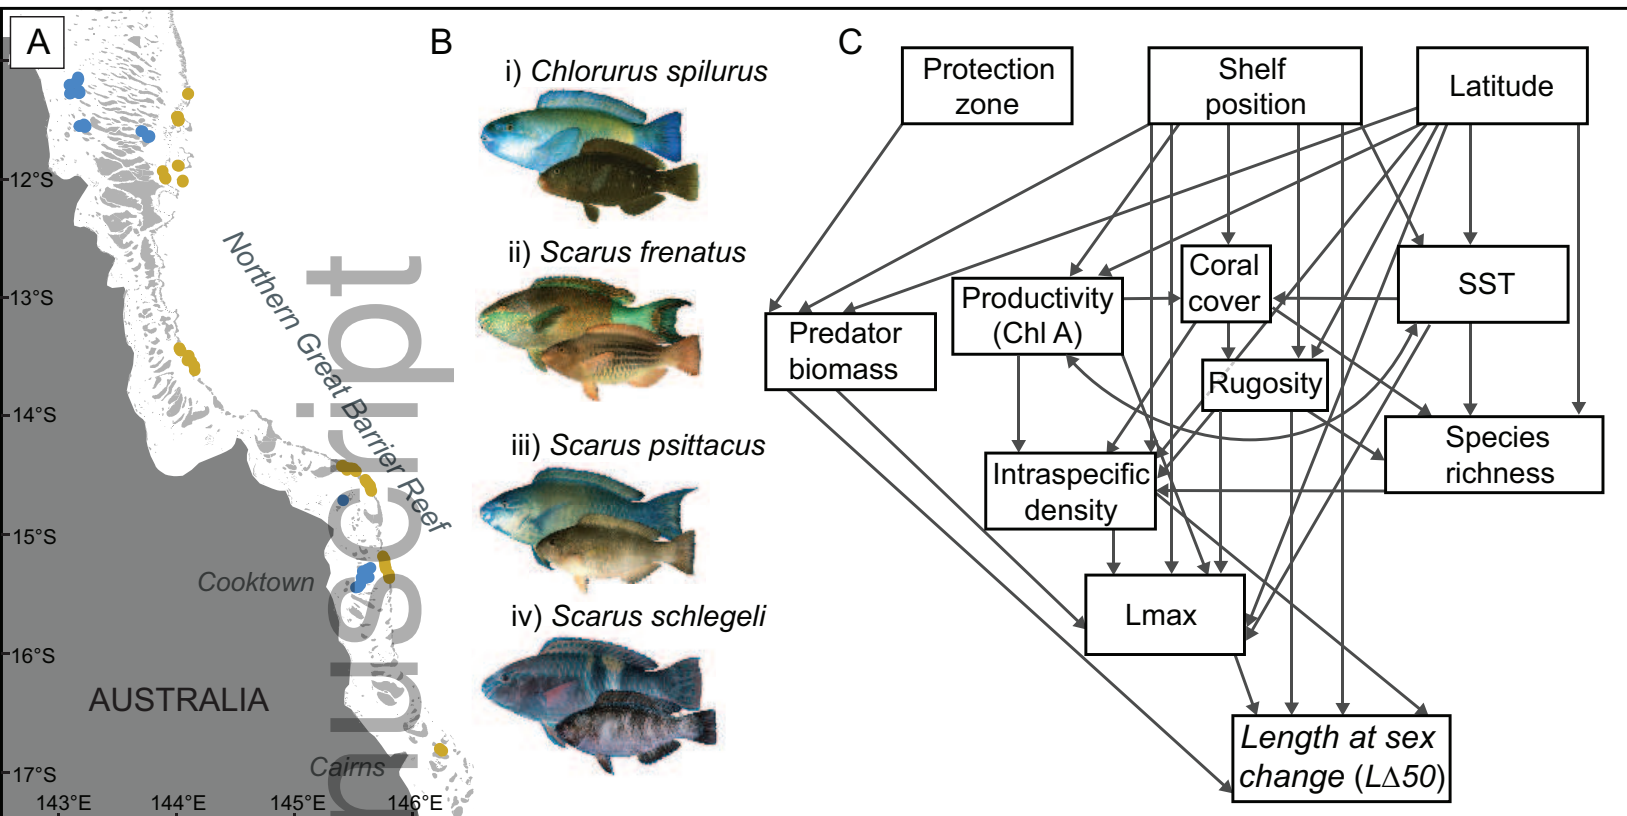 A
12°S
13°S
14°S
15°S
16°S
17°S
143°E
144°E
145°E
146°E
Northern Great Barrier Reef
Cooktown
AUSTRALIA
Cairns
B
i) Chlorurus spilurus
ii) Scarus frenatus
iii) Scarus psittacus
iv) Scarus schlegeli
C
Protection
zone
Shelf
position
Latitude
Coral
cover
SST
Productivity
(Chl A)
Predator
biomass
Rugosity
Species
richness
Intraspecific
density
Lmax
Length at sex
change (LΔ50)
nuscript